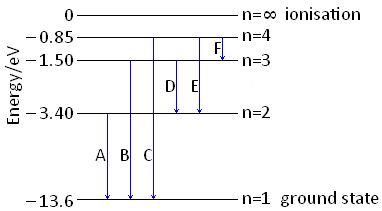 0 n=∞ ionisation
−0.85 n=4
F
−1.50 n=3
D E
−3.40 n=2
A B C
−13.6 n=1 ground state
Energy/eV